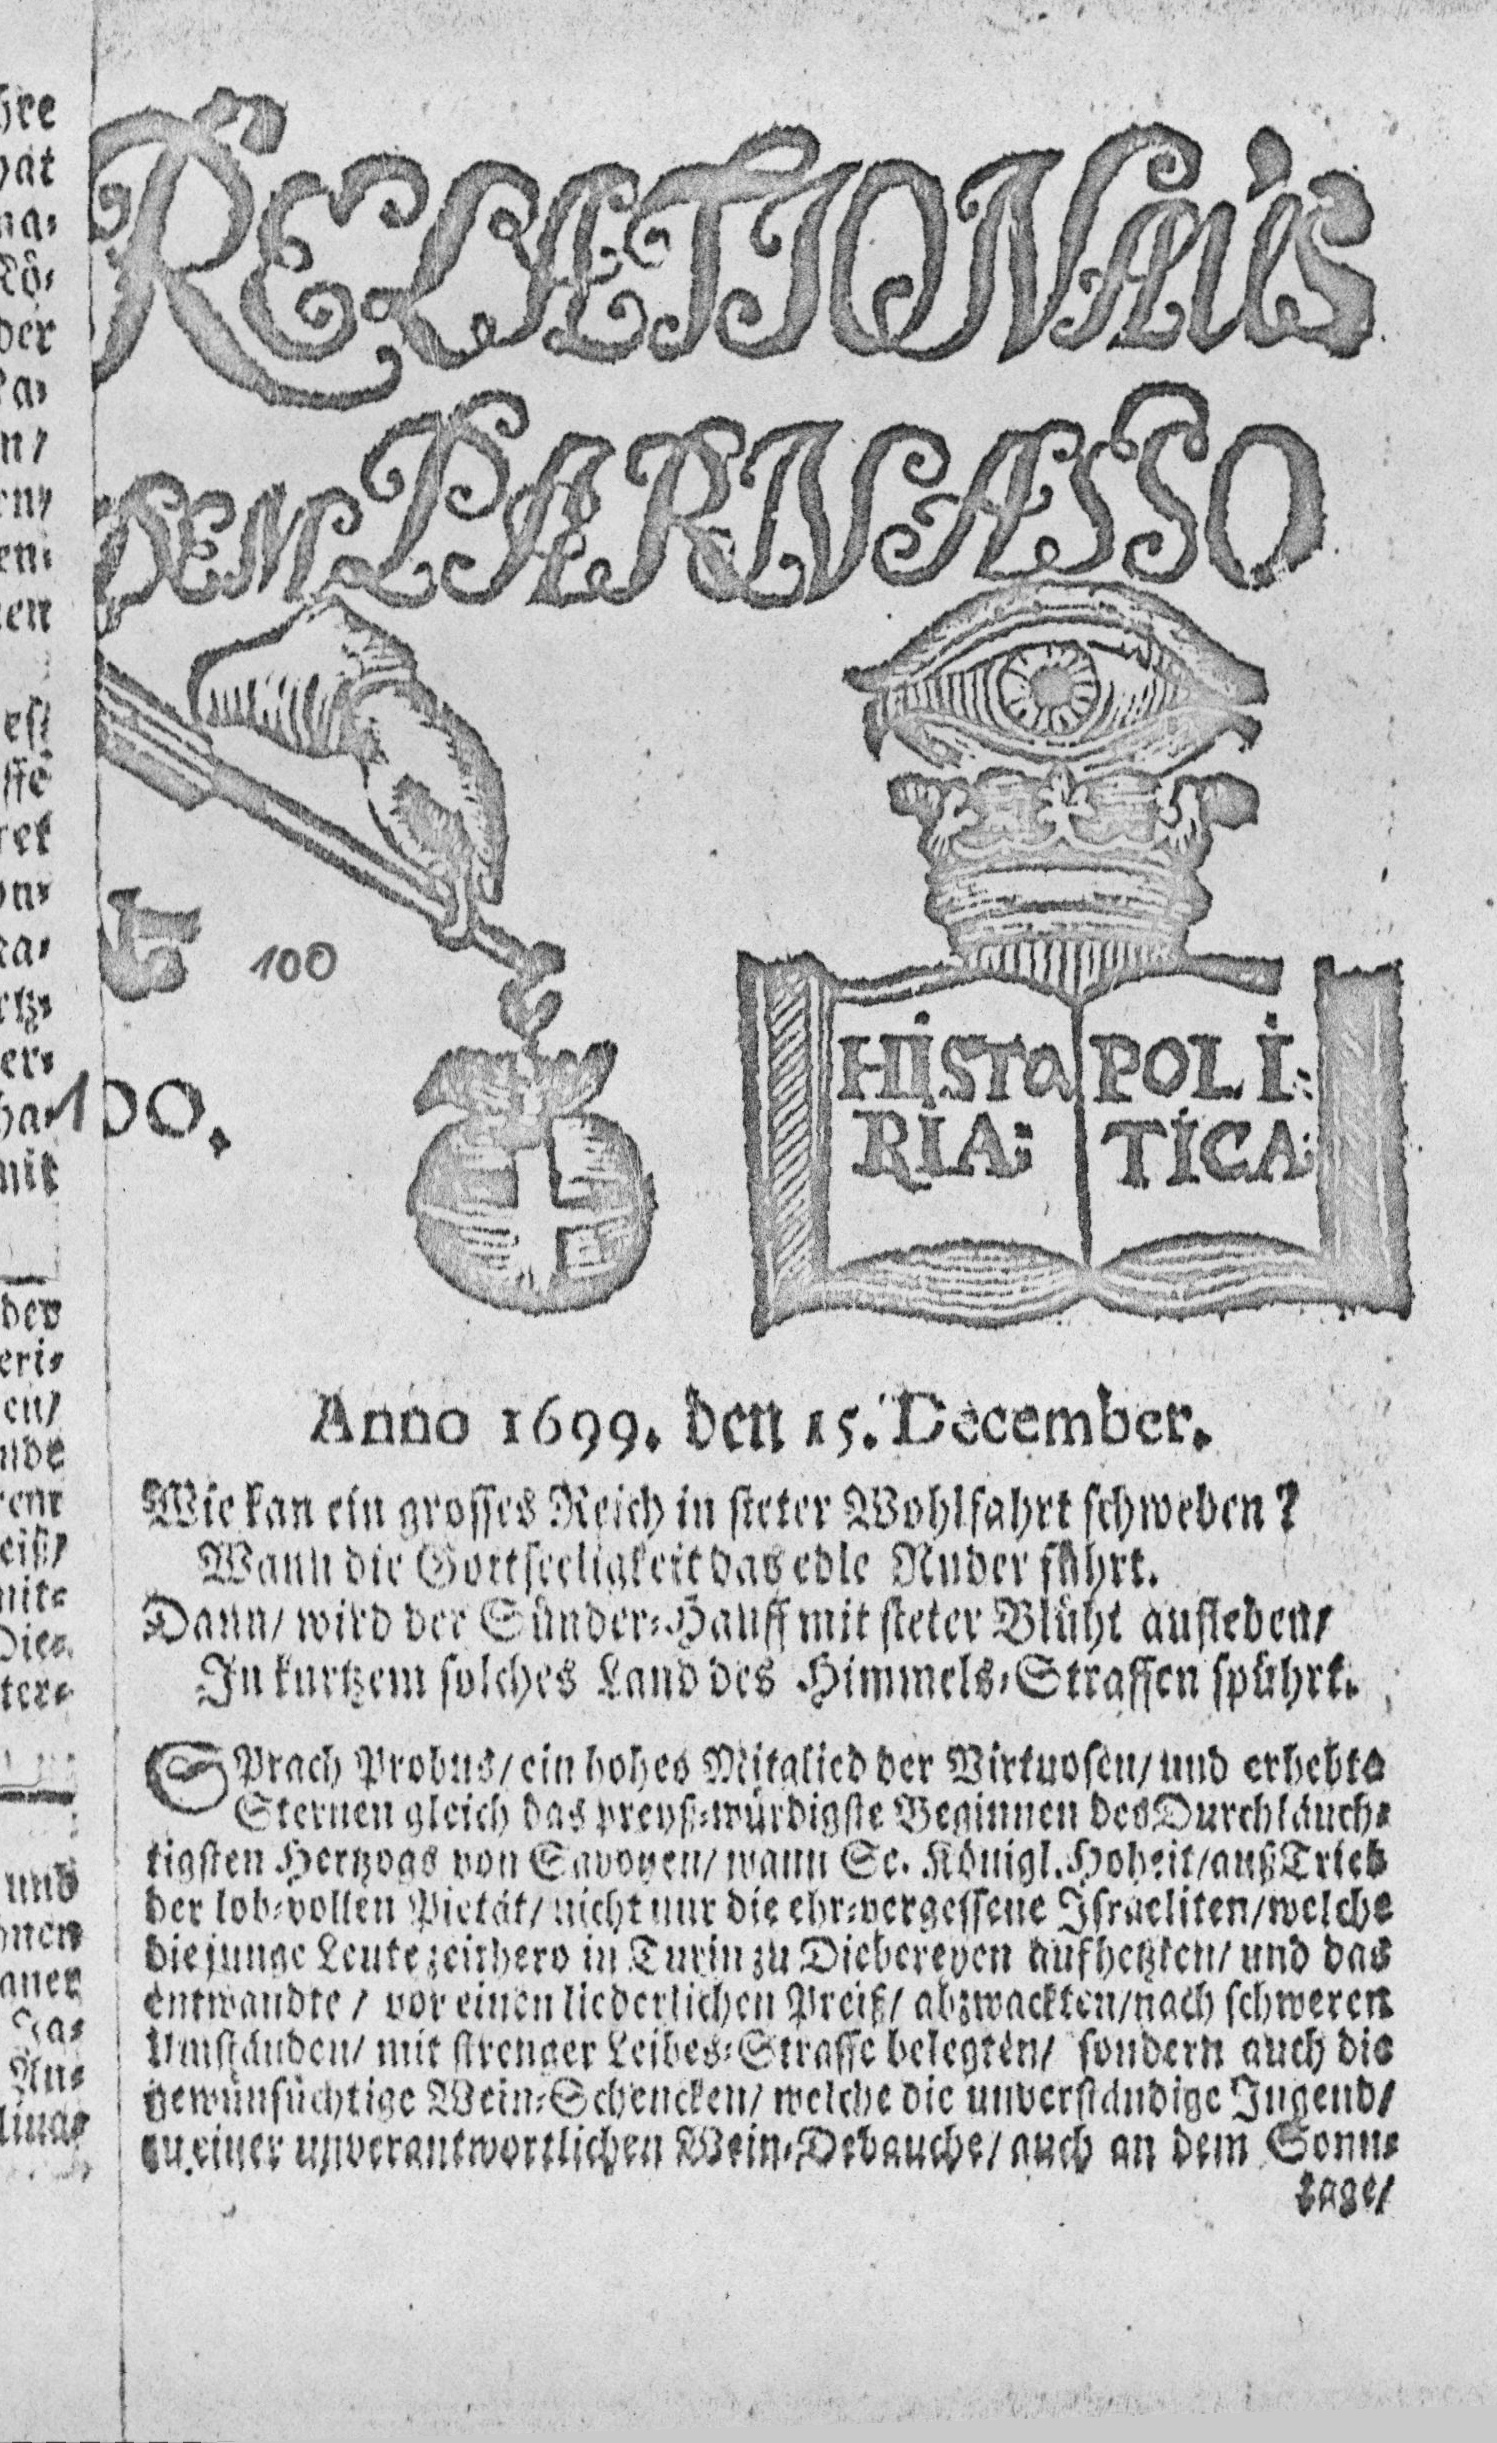 RELATION AUS
DEM PARNASSO
100
100.
HISTO POLI-
RIA: TICA:
Anno 1699. den 15. December.
Wie kan ein grosses Reich in steter Wohlfahrt schweben?
Wann die Gottseeligkeit das edle Ruder führt.
Dann/ wird der Sünder-Hauff mit steter Blüht aufleben/
In kurtzem solches Land des Himmels-Straffen spührt.
SPrach Probus/ ein hohes Mitglied der Virtuosen/ und erhebte
Sternen gleich das preyß-würdigste Beginnen des Durchläuch-
tigsten Hertzogs von Savoyen/ wann Se. Königl. Hoheit/ auß Trieb
der lob-vollen Pietät/ nicht nur die ehr-vergessene Israeliten/ welche
die junge Leute zeithero in Turin zu Diebereyen aufhetzten/ und das
entwandte/ vor einen liederlichen Preiß/ abzwackten/ nach schweren
Umständen/ mit strenger Leibes-Straffe belegten/ sondern auch die
gewünsüchtige Wein-Schencken/ welche die unverständige Jugend/
zu einer unverantwortlichen Wein-Debauche/ auch an dem Sonn-
tage/